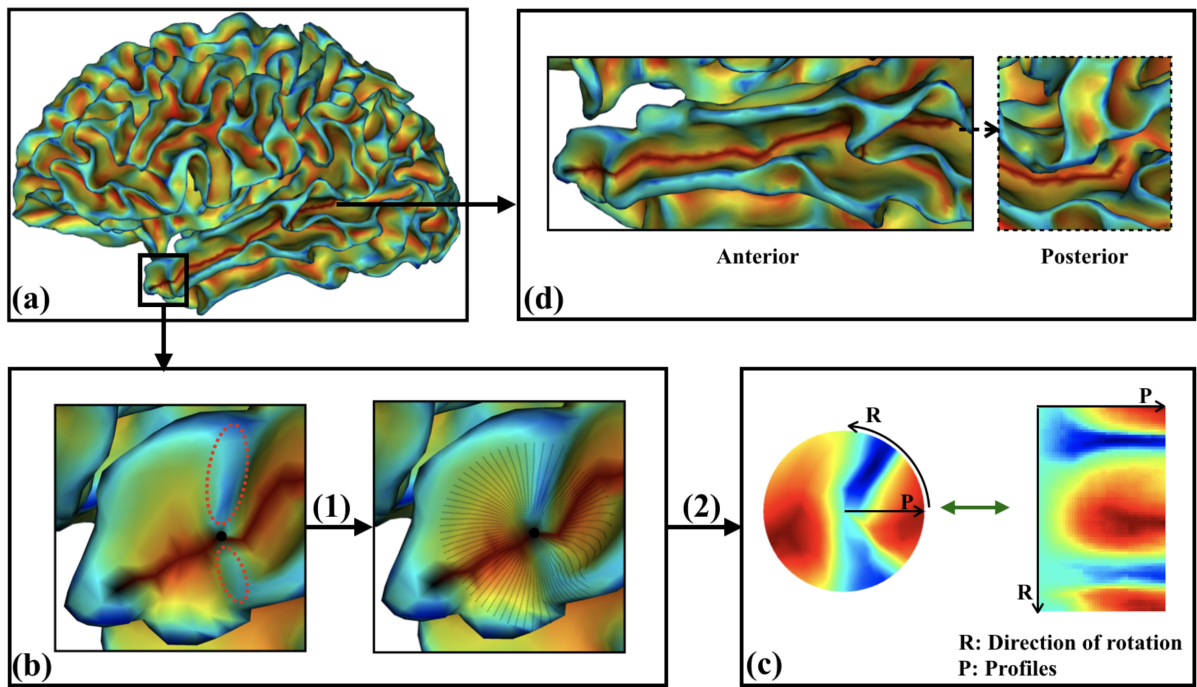 (a)
(d)
Anterior
Posterior
(b)
(1)
(2)
(c)
R
P
P
R
R: Direction of rotation
P: Profiles